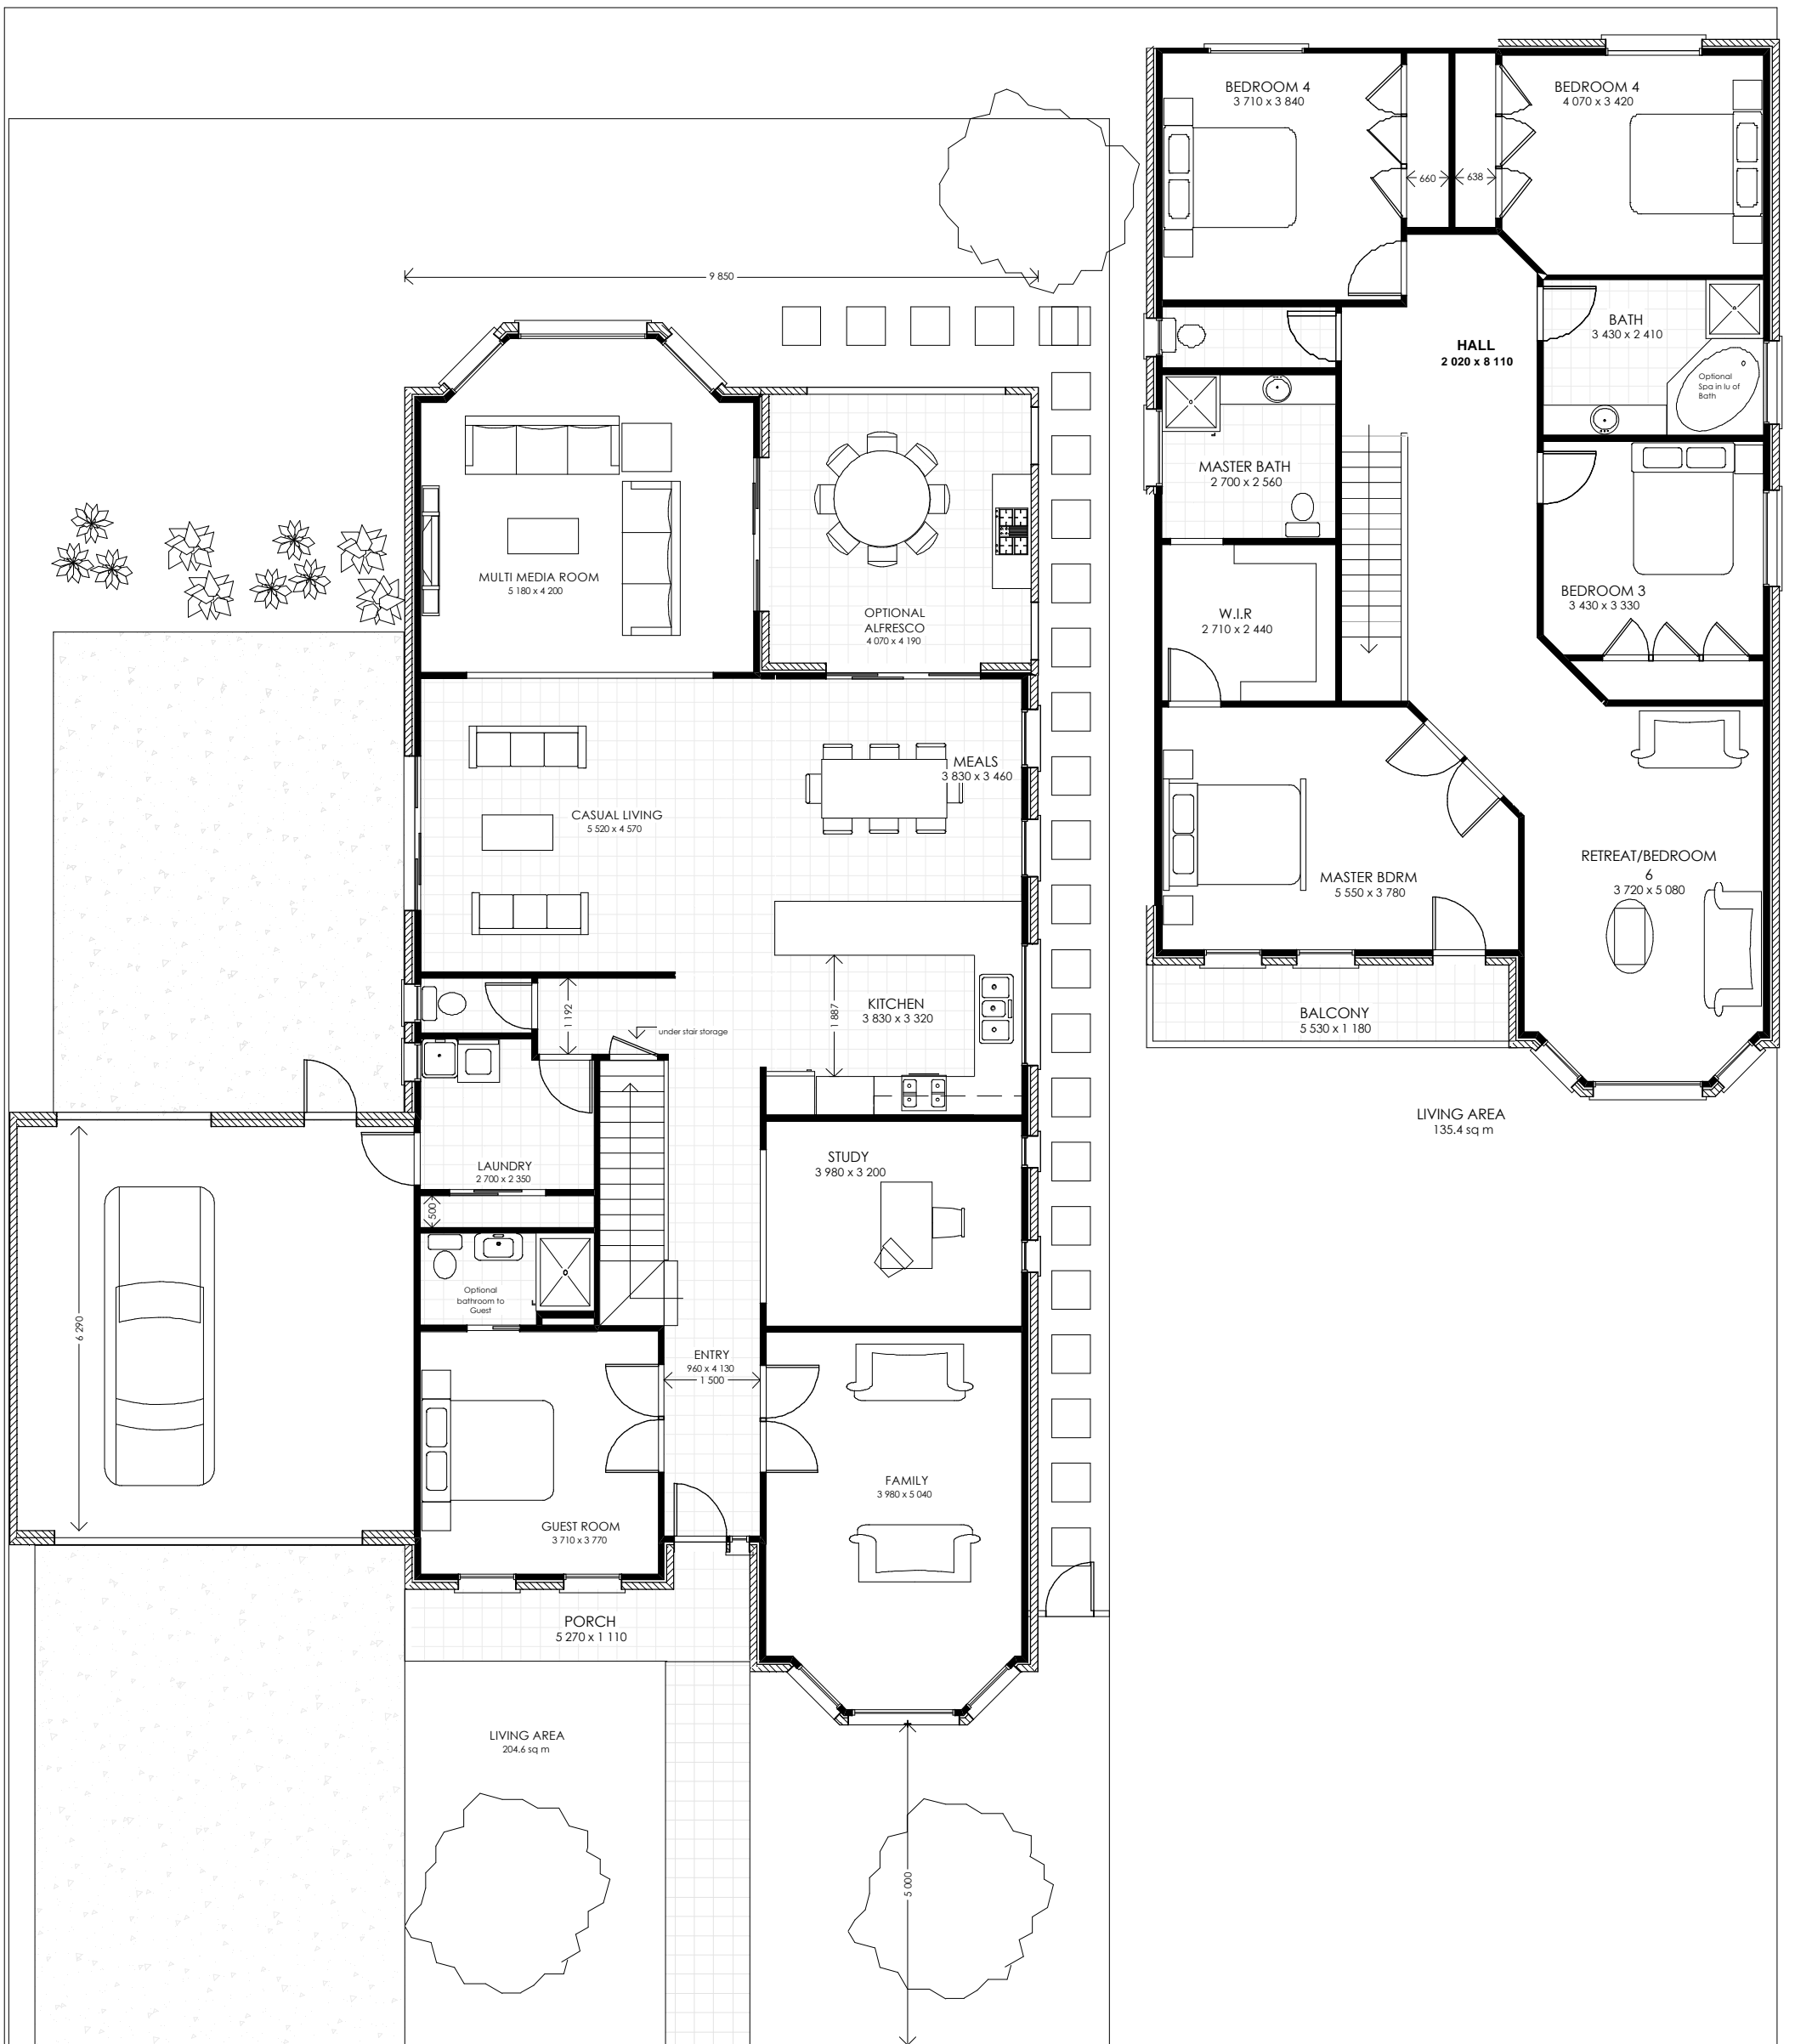 BEDROOM 4
3 710 x 3 840
BEDROOM 4
4 070 x 3 420
660
638
9 850
BATH
3 430 x 2 410
HALL
2 020 x 8 110
Optional
Spa in lu of
Bath
MASTER BATH
2 700 x 2 560
MULTI MEDIA ROOM
5 180 x 4 200
OPTIONAL
ALFRESCO
4 070 x 4 190
BEDROOM 3
3 430 x 3 330
W.I.R
2 710 x 2 440
MEALS
3 830 x 3 460
CASUAL LIVING
5 520 x 4 570
RETREAT/BEDROOM
6
3 720 x 5 080
MASTER BDRM
5 550 x 3 780
KITCHEN
3 830 x 3 320
1 192
1 887
under stair storage
BALCONY
5 530 x 1 180
LIVING AREA
135.4 sq m
STUDY
3 980 x 3 200
LAUNDRY
2 700 x 2 350
500
Optional
bathroom to
Guest
6 290
ENTRY
960 x 4 130
1 500
FAMILY
3 980 x 5 040
GUEST ROOM
3 710 x 3 770
PORCH
5 270 x 1 110
LIVING AREA
204.6 sq m
5 000